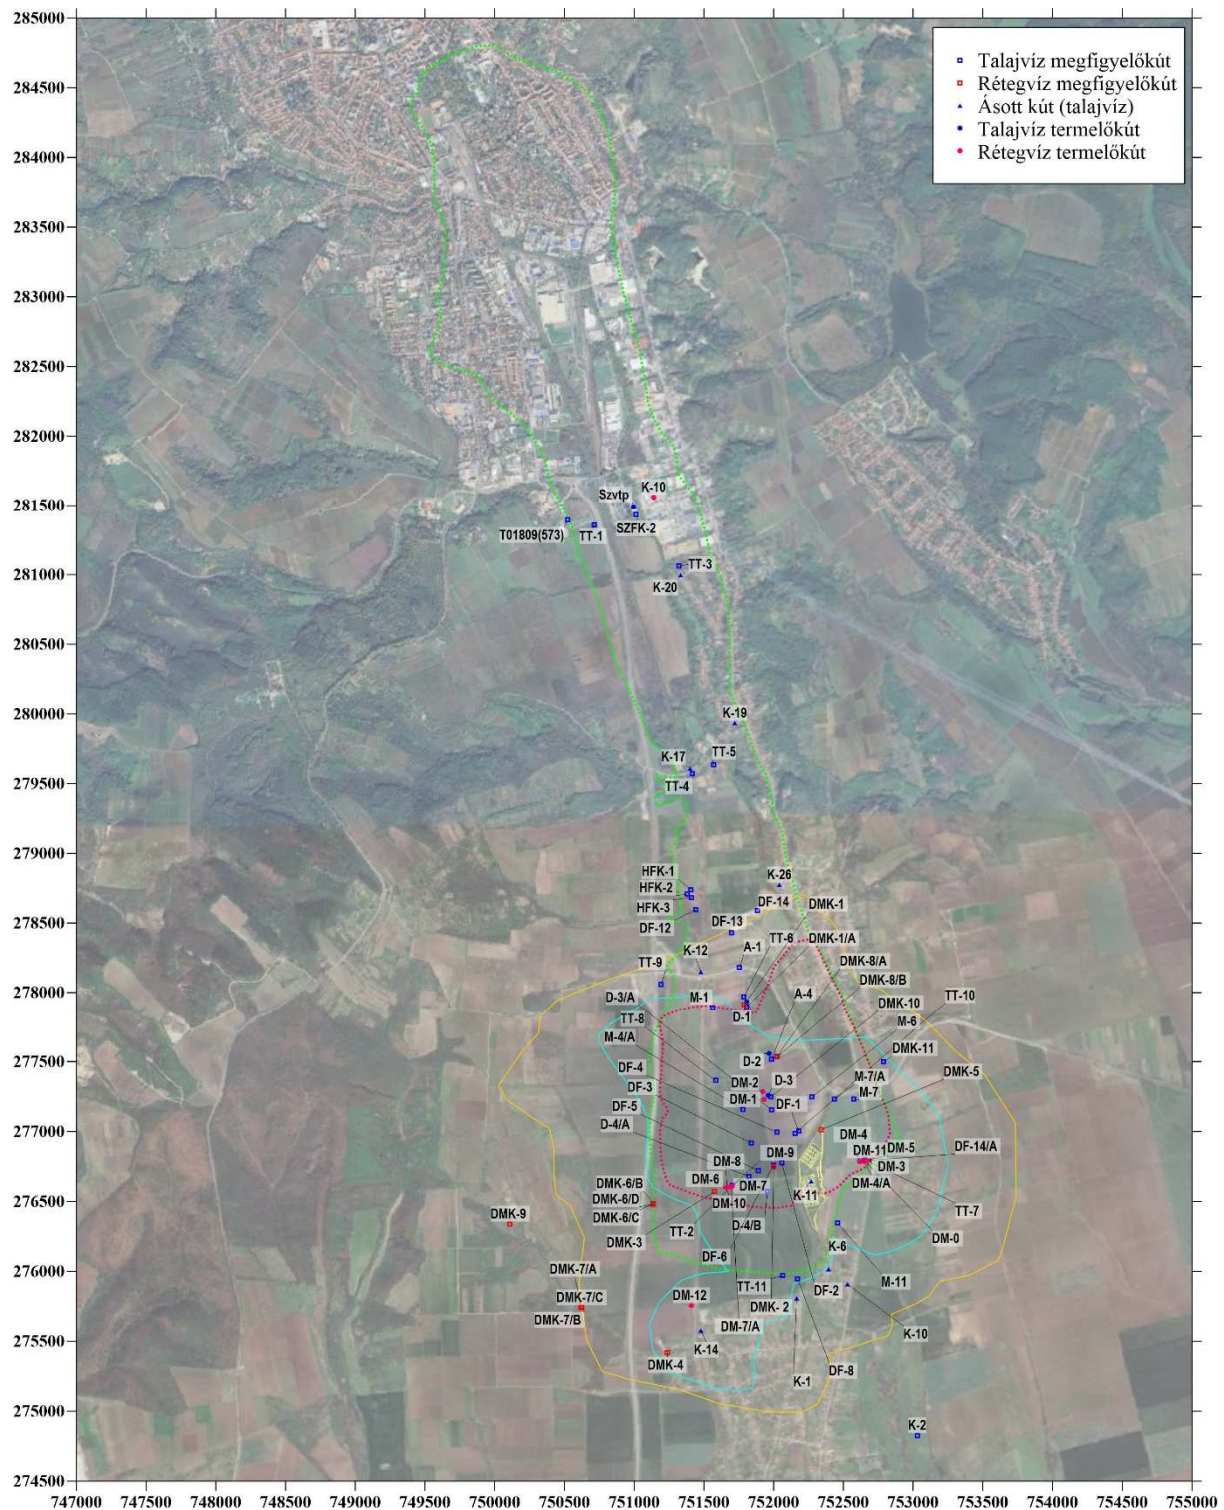 285000
284500
284000
283500
283000
282500
282000
281500
281000
280500
280000
279500
279000
278500
278000
277500
277000
276500
276000
275500
275000
274500
747000 747500 748000 748500 749000 749500 750000 750500 751000 751500 752000 752500 753000 753500 754000 754500 755000
Talajvíz megfigyelőkút
Rétegvíz megfigyelőkút
Ásott kút (talajvíz)
Talajvíz termelőkút
Rétegvíz termelőkút
K-10
Szvtp
SZFK-2
T01809(573)
TT-1
TT-3
K-20
K-19
K-17
TT-5
TT-4
HFK-1
HFK-2
HFK-3
DF-12
K-26
DF-14
DMK-1
DF-13
TT-6
DMK-1/A
K-12
A-1
DMK-8/A
TT-9
DMK-8/B
A-4
TT-10
D-3/A
M-1
DMK-10
D-1
TT-8
M-6
M-4/A
DMK-11
D-2
DF-4
DM-2
D-3
M-7/A
DMK-5
DF-3
DM-1
DF-1
M-7
DF-5
D-4/A
DM-9
DM-4
DM-11
DM-5
DF-14/A
DM-8
DM-3
DM-6
DM-7
DM-4/A
DMK-6/B
DMK-6/D
DMK-6/C
DM-10
K-11
TT-7
DMK-9
DMK-3
TT-2
D-4/B
DM-0
DF-6
K-6
M-11
DMK-7/A
DMK-7/C
DMK-7/B
DM-12
TT-11
DMK- 2
DF-2
K-10
DM-7/A
K-14
DMK-4
DF-8
K-1
K-2